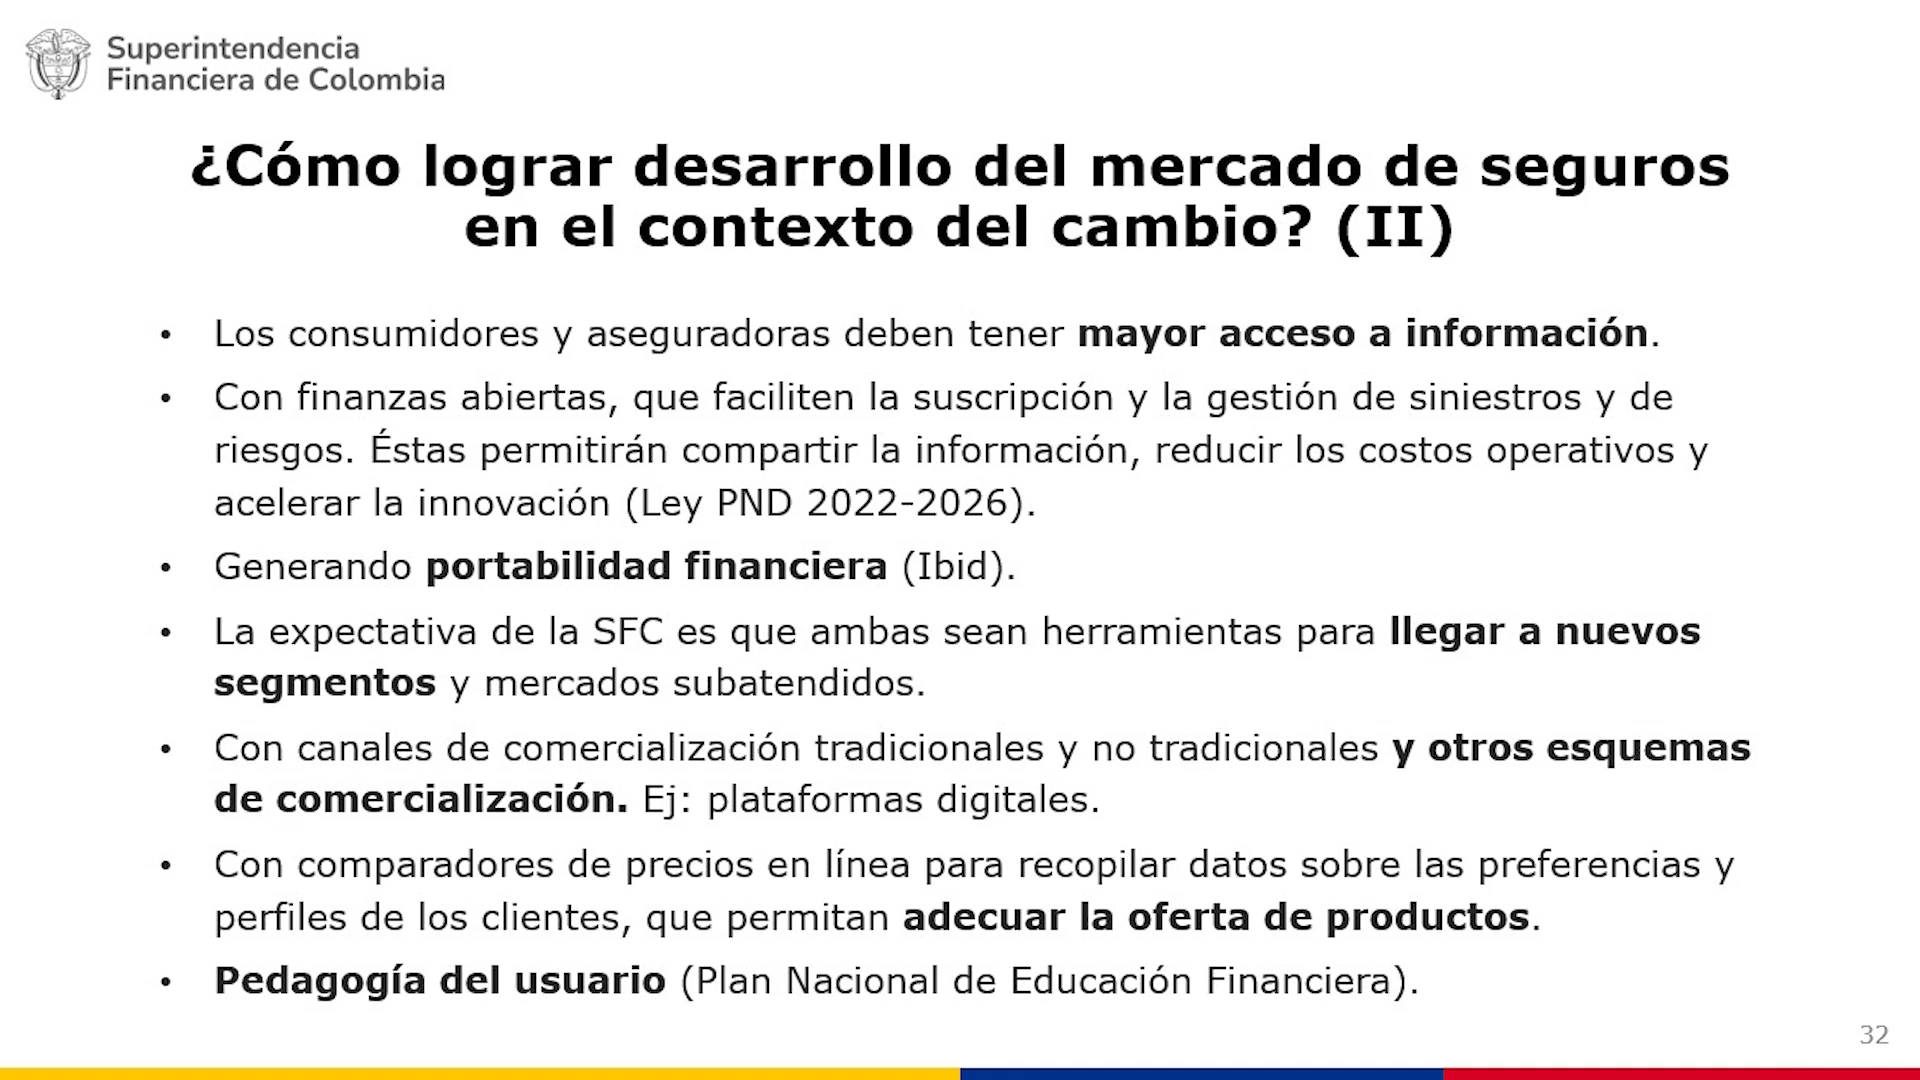 Superintendencia
Financiera de Colombia
¿Cómo lograr desarrollo del mercado de seguros
en el contexto del cambio? (II)
• Los consumidores y aseguradoras deben tener mayor acceso a información.
• Con finanzas abiertas, que faciliten la suscripción y la gestión de siniestros y de
riesgos. Éstas permitirán compartir la información, reducir los costos operativos y
acelerar la innovación (Ley PND 2022-2026).
• Generando portabilidad financiera (Ibid).
• La expectativa de la SFC es que ambas sean herramientas para llegar a nuevos
segmentos y mercados subatendidos.
• Con canales de comercialización tradicionales y no tradicionales y otros esquemas
de comercialización. Ej: plataformas digitales.
• Con comparadores de precios en línea para recopilar datos sobre las preferencias y
perfiles de los clientes, que permitan adecuar la oferta de productos.
• Pedagogía del usuario (Plan Nacional de Educación Financiera).
32